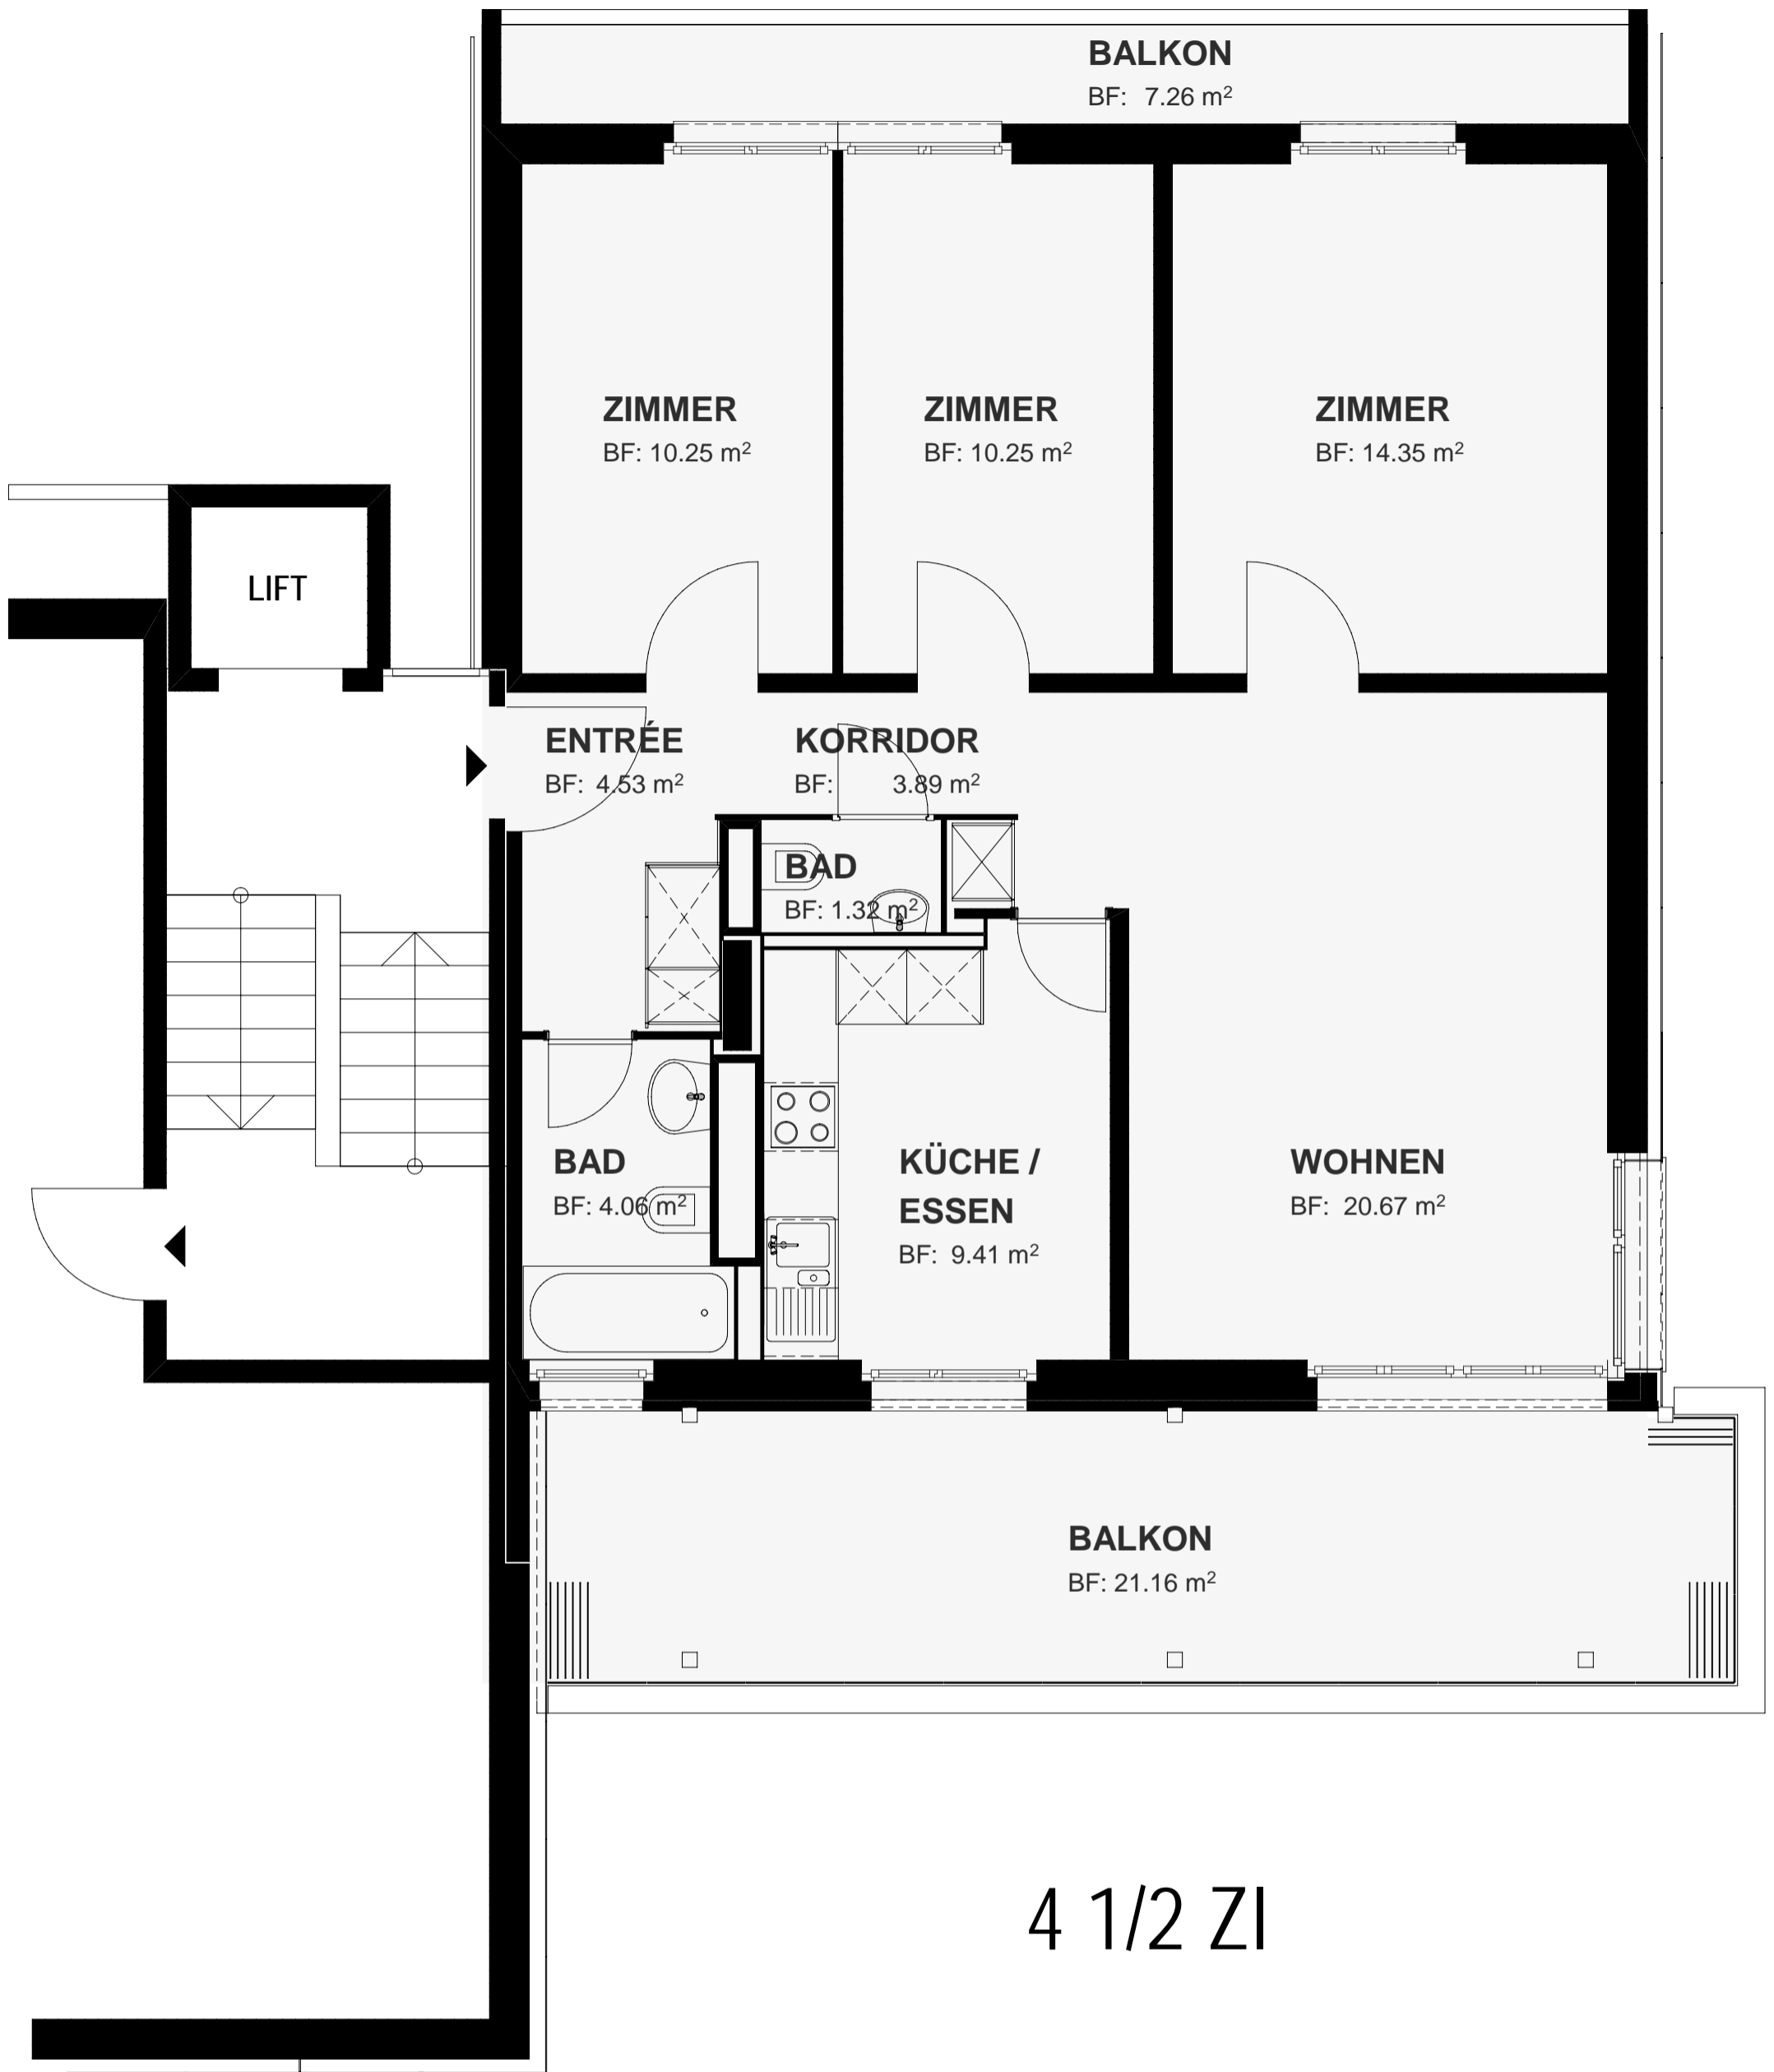 BALKON
BF: 7.26 m²
ZIMMER
BF: 10.25 m²
ZIMMER
BF: 10.25 m²
ZIMMER
BF: 14.35 m²
LIFT
ENTRÉE
BF: 4.53 m²
KORRIDOR
BF: 3.89 m²
BAD
BF: 1.32 m²
BAD
BF: 4.06 m²
KÜCHE /
ESSEN
BF: 9.41 m²
WOHNEN
BF: 20.67 m²
BALKON
BF: 21.16 m²
4 1/2 ZI